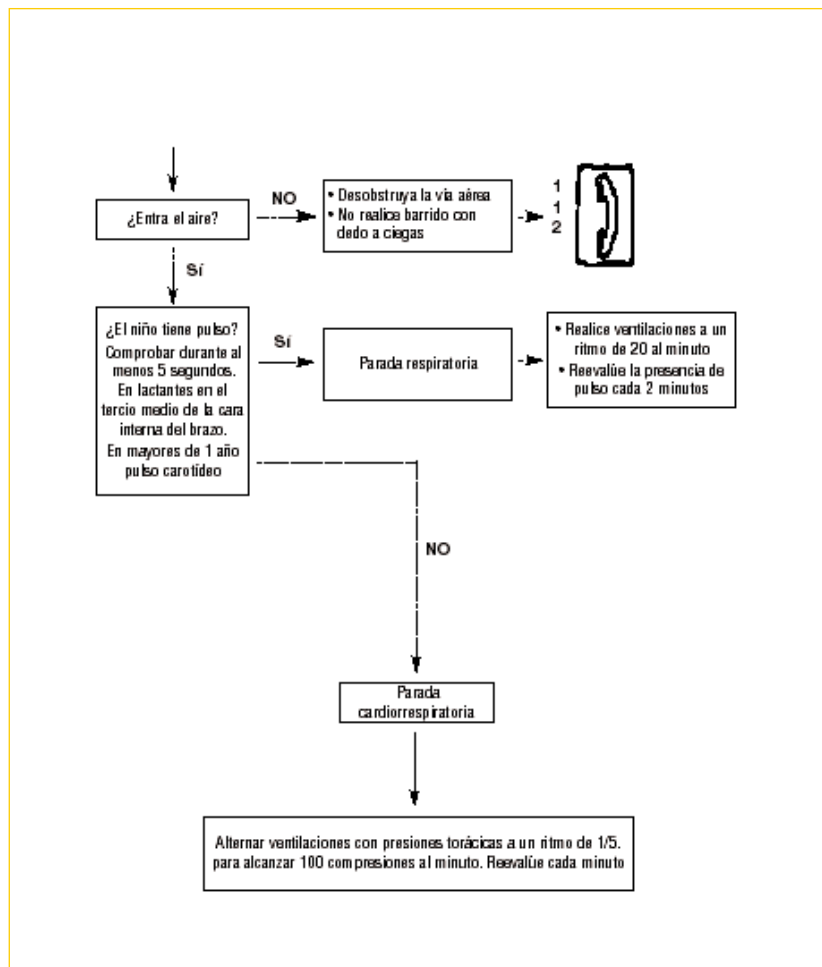 ¿Entra el aire?
NO
• Desobstruya la vía aérea
• No realice barrido con
dedo a ciegas
1
1
2
Sí
¿El niño tiene pulso?
Comprobar durante al
menos 5 segundos.
En lactantes en el
tercio medio de la cara
interna del brazo.
En mayores de 1 año
pulso carotídeo
Sí
Parada respiratoria
• Realice ventilaciones a un
ritmo de 20 al minuto
• Reevalúe la presencia de
pulso cada 2 minutos
NO
Parada
cardiorrespiratoria
Alternar ventilaciones con presiones torácicas a un ritmo de 1/5.
para alcanzar 100 compresiones al minuto. Reevalúe cada minuto